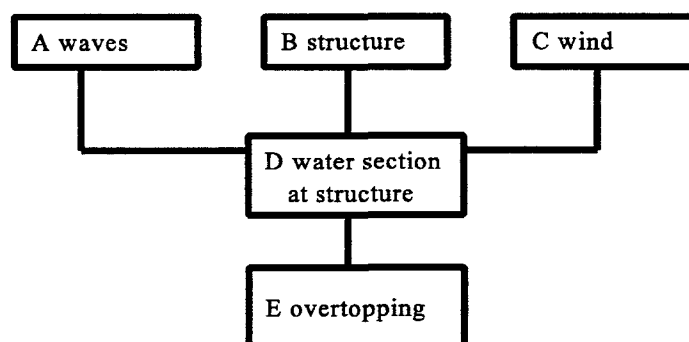 A waves
B structure
C wind
D water section
at structure
E overtopping